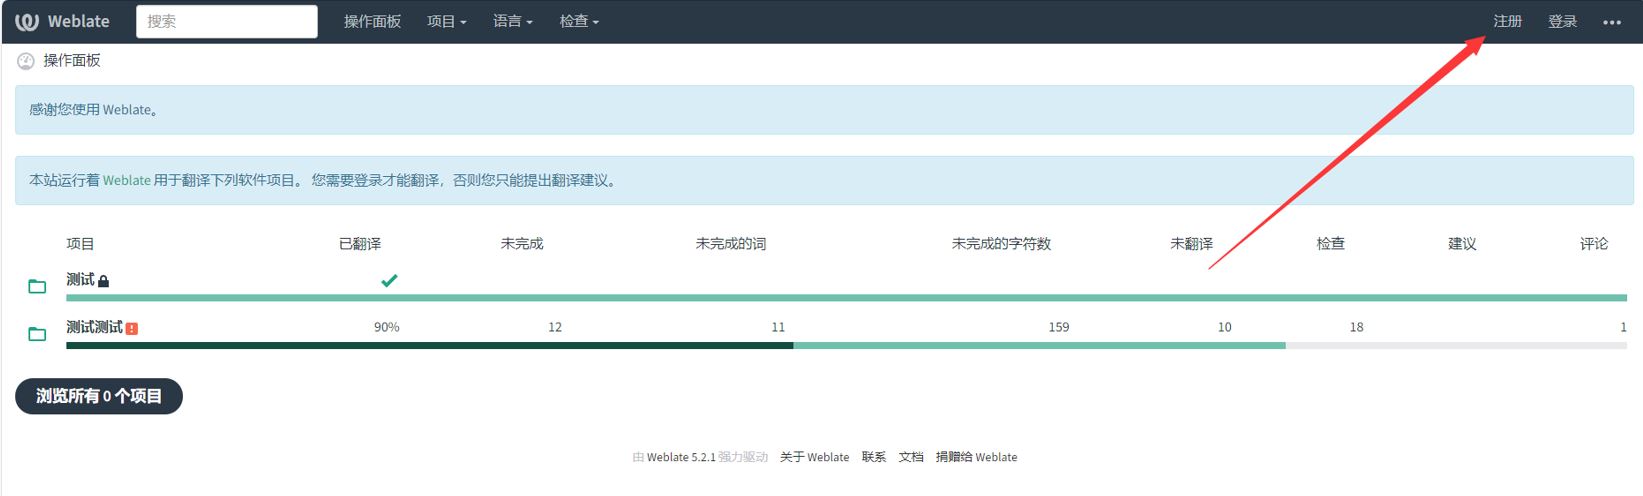 Weblate 搜索 操作面板 项目 语言 检查 注册 登录
操作面板
感谢您使用 Weblate。
本站运行着 Weblate 用于翻译下列软件项目。 您需要登录才能翻译，否则您只能提出翻译建议。
项目 已翻译 未完成 未完成的词 未完成的字符数 未翻译 检查 建议 评论
测试
测试测试 90% 12 11 159 10 18 1
浏览所有 0 个项目
由 Weblate 5.2.1 强力驱动 关于 Weblate 联系 文档 捐赠给 Weblate